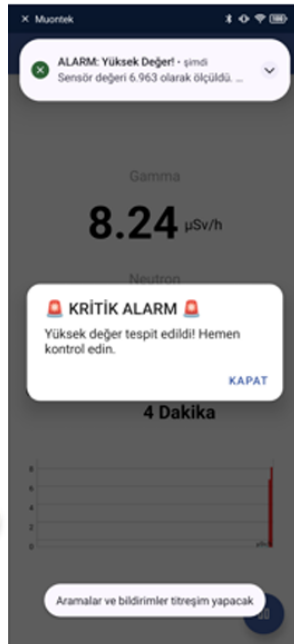 Muontek
ALARM: Yüksek Değer! • şimdi
Sensör değeri 6.963 olarak ölçüldü. ...
Gamma
8.24 µSv/h
Neutron
🚨 KRİTİK ALARM 🚨
Yüksek değer tespit edildi! Hemen
kontrol edin.
KAPAT
4 Dakika
8
6
4
2
0
Aramalar ve bildirimler titreşim yapacak